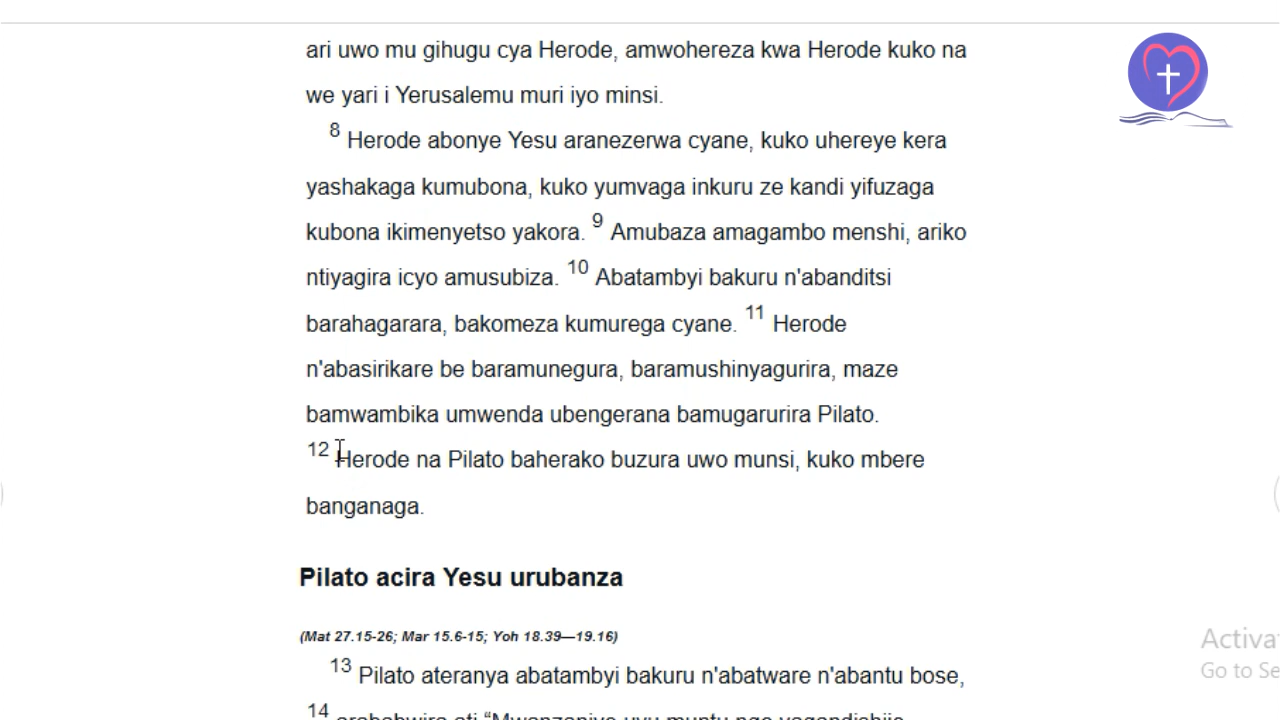 ari uwo mu gihugu cya Herode, amwohereza kwa Herode kuko na
we yari i Yerusalemu muri iyo minsi.
8 Herode abonye Yesu aranezerwa cyane, kuko uhereye kera
yashakaga kumubona, kuko yumvaga inkuru ze kandi yifuzaga
kubona ikimenyetso yakora. 9 Amubaza amagambo menshi, ariko
ntiyagira icyo amusubiza. 10 Abatambyi bakuru n'abanditsi
barahagarara, bakomeza kumurega cyane. 11 Herode
n'abasirikare be baramunegura, baramushinyagurira, maze
bamwambika umwenda ubengerana bamugarurira Pilato.
12 Herode na Pilato baherako buzura uwo munsi, kuko mbere
banganaga.
Pilato acira Yesu urubanza
(Mat 27.15-26; Mar 15.6-15; Yoh 18.39—19.16)
13 Pilato ateranya abatambyi bakuru n'abatware n'abantu bose,
14
Activa
Go to Se